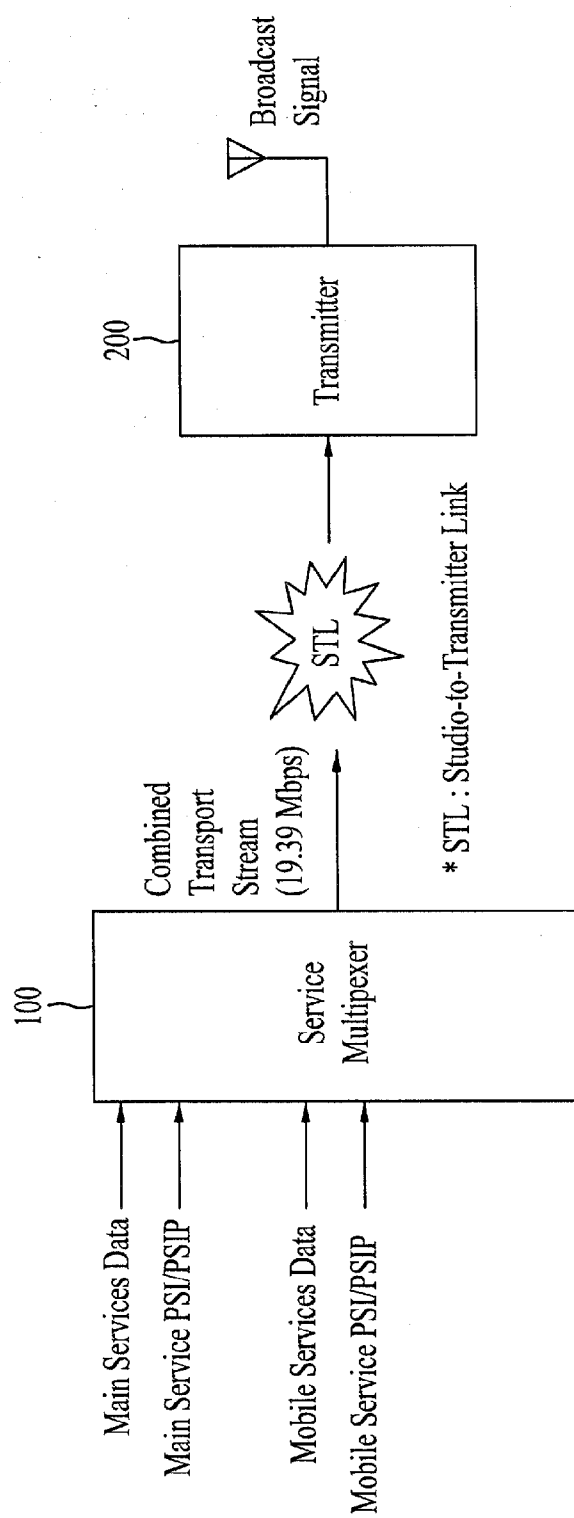 Main Services Data
Main Service PSI/PSIP
Mobile Services Data
Mobile Service PSI/PSIP
100
Service
Multipexer
Combined
Transport
Stream
(19.39 Mbps)
STL
200
Transmitter
Broadcast
Signal
* STL : Studio-to-Transmitter Link